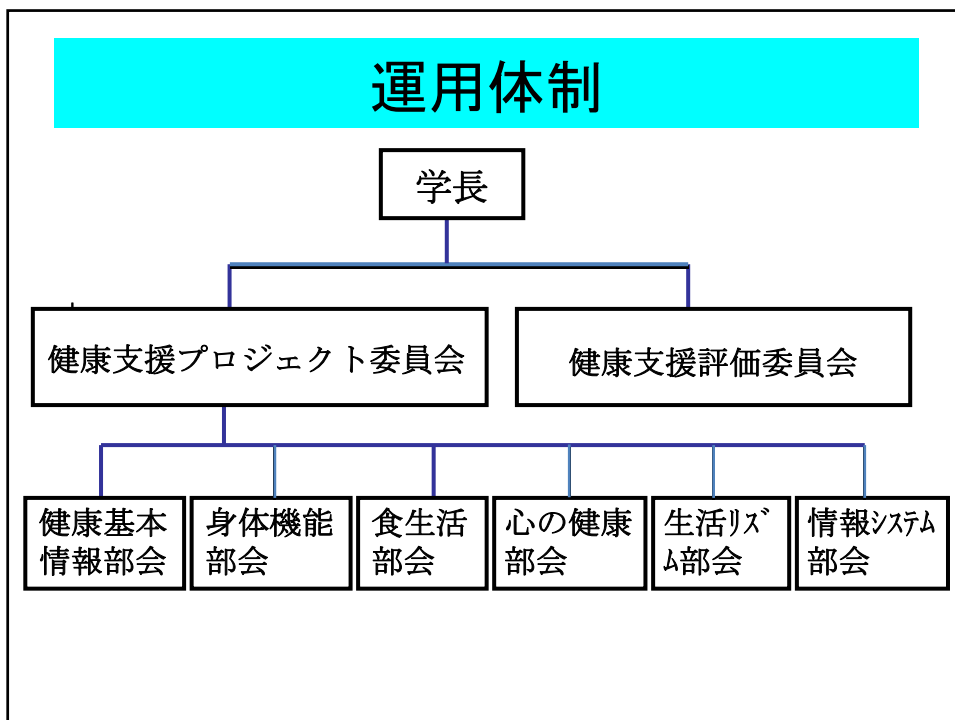 運用体制
学長
健康支援プロジェクト委員会
健康支援評価委員会
健康基本
情報部会
身体機能
部会
食生活
部会
心の健康
部会
生活ﾘｽﾞ
ﾑ部会
情報ｼｽﾃﾑ
部会